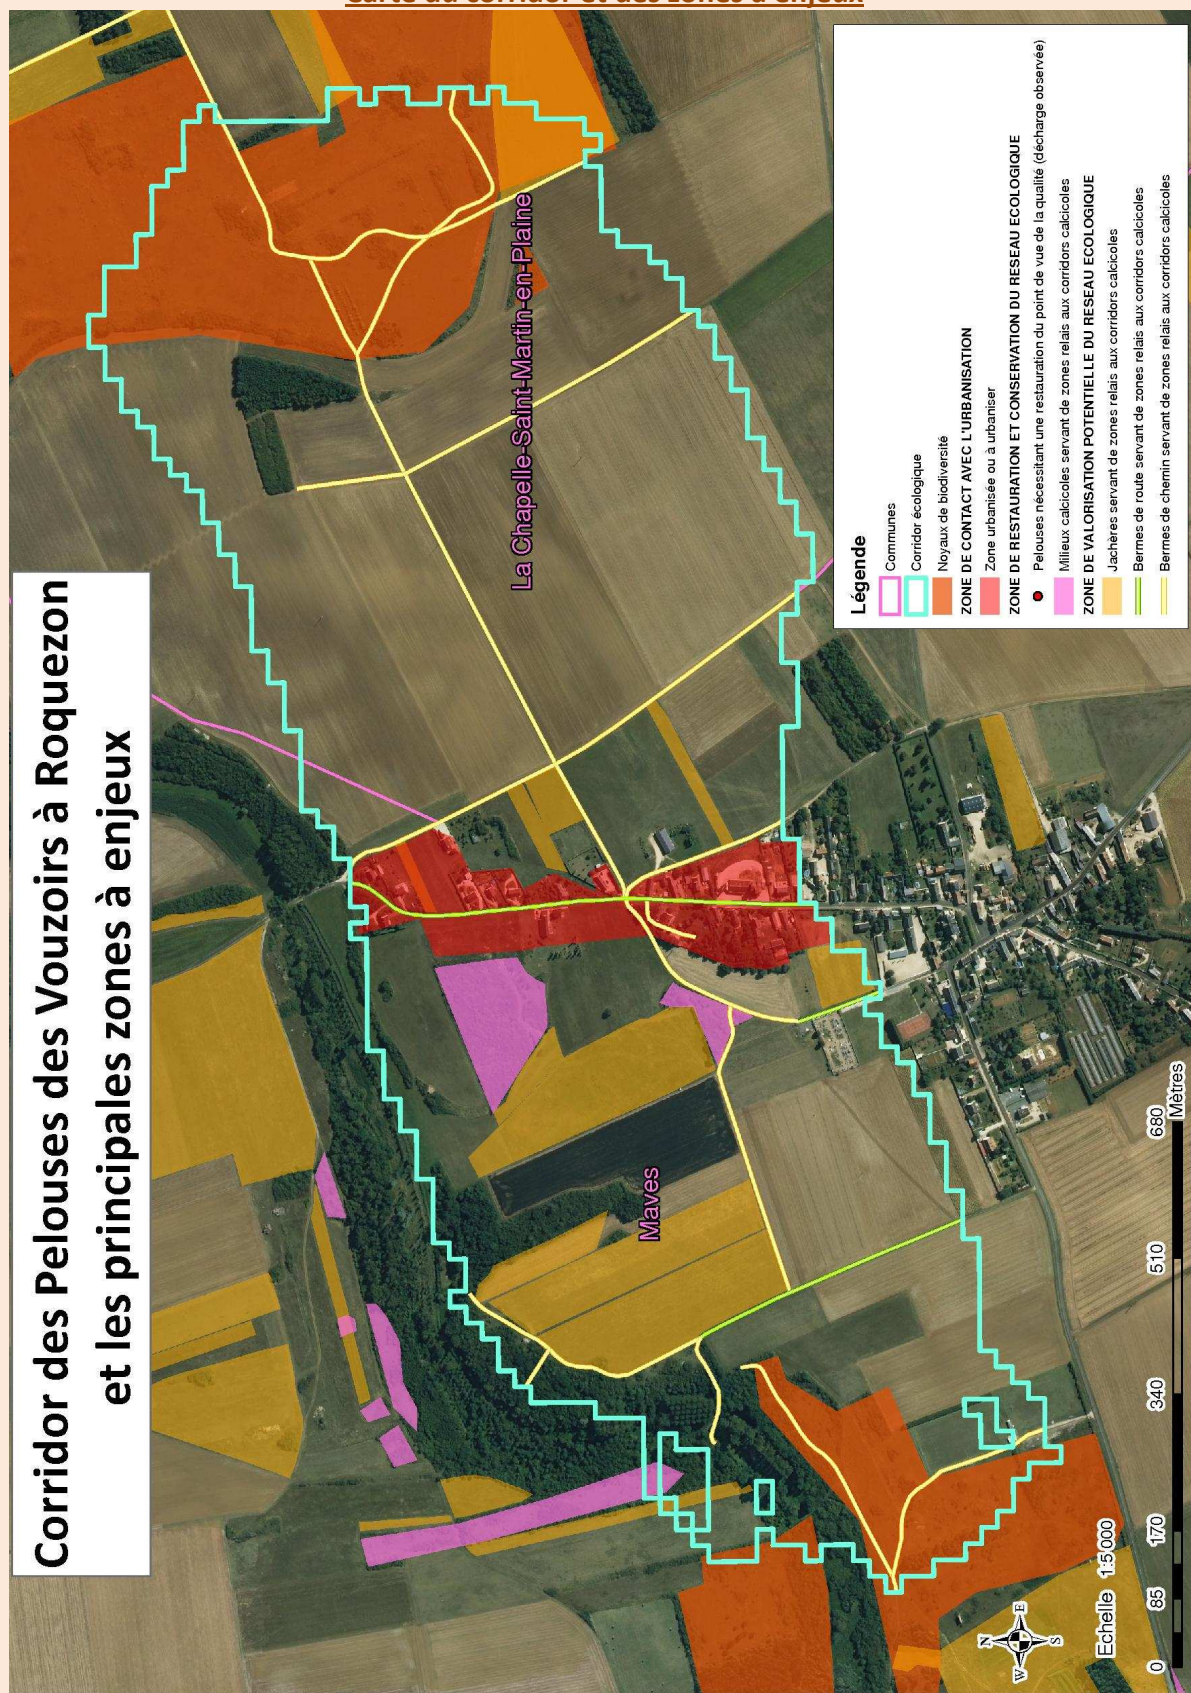 Carte du corridor et des zones d'enjeux
Corridor des Pelouses des Vouzoirs à Roquezon
et les principales zones à enjeux
La Chapelle-Saint-Martin-en-Plaine
Maves
Légende
Communes
Corridor écologique
Noyaux de biodiversité
ZONE DE CONTACT AVEC L'URBANISATION
Zone urbanisée ou à urbaniser
ZONE DE RESTAURATION ET CONSERVATION DU RESEAU ECOLOGIQUE
Pelouses nécessitant une restauration du point de vue de la qualité (décharge observée)
Milieux calcicoles servant de zones relais aux corridors calcicoles
ZONE DE VALORISATION POTENTIELLE DU RESEAU ECOLOGIQUE
Jachères servant de zones relais aux corridors calcicoles
Bermes de route servant de zones relais aux corridors calcicoles
Bermes de chemin servant de zones relais aux corridors calcicoles
N
W E
S
Echelle 1:5000
0 85 170 340 510 680
Mètres